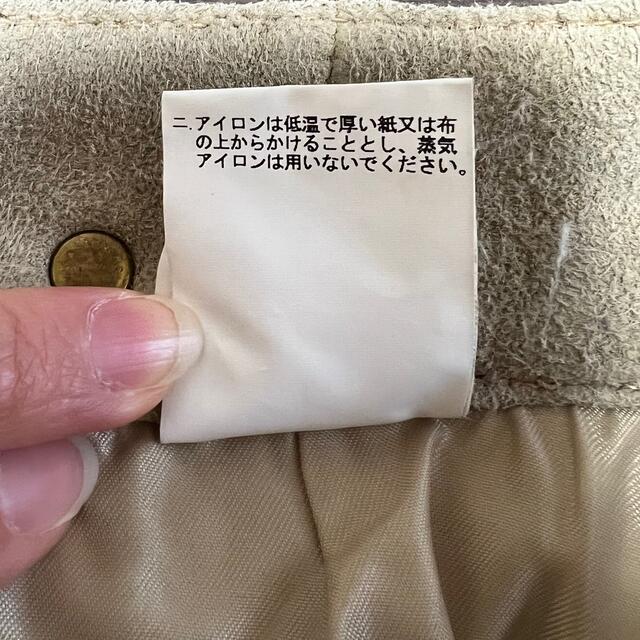 ニ. アイロンは低温で厚い紙又は布
の上からかけることとし、蒸気
アイロンは用いないでください。